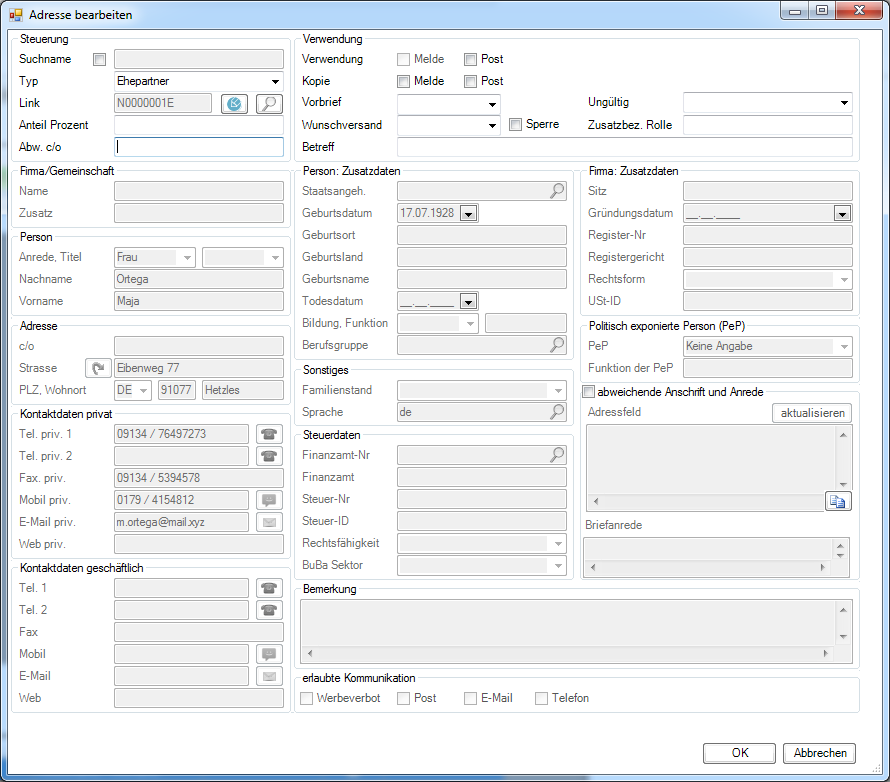 Adresse bearbeiten
Steuerung
Suchname
Typ Ehepartner
Link N0000001E
Anteil Prozent
Abw. c/o
Verwendung
Verwendung Melde Post
Kopie Melde Post
Vorbrief Ungültig
Wunschversand Sperre Zusatzbez. Rolle
Betreff
Firma/Gemeinschaft
Name
Zusatz
Person
Anrede, Titel Frau
Nachname Ortega
Vorname Maja
Adresse
c/o
Strasse Eibenweg 77
PLZ, Wohnort DE 91077 Hetzles
Kontaktdaten privat
Tel. priv. 1 09134 / 76497273
Tel. priv. 2
Fax. priv. 09134 / 5394578
Mobil priv. 0179 / 4154812
E-Mail priv. m.ortega@mail.xyz
Web priv.
Kontaktdaten geschäftlich
Tel. 1
Tel. 2
Fax
Mobil
E-Mail
Web
Person: Zusatzdaten
Staatsangeh.
Geburtsdatum 17.07.1928
Geburtsort
Geburtsland
Geburtsname
Todesdatum __.__.____
Bildung, Funktion
Berufsgruppe
Sonstiges
Familienstand
Sprache de
Steuerdaten
Finanzamt-Nr
Finanzamt
Steuer-Nr
Steuer-ID
Rechtsfähigkeit
BuBa Sektor
Firma: Zusatzdaten
Sitz
Gründungsdatum __.__.____
Register-Nr
Registergericht
Rechtsform
USt-ID
Politisch exponierte Person (PeP)
PeP Keine Angabe
Funktion der PeP
abweichende Anschrift und Anrede
Adressfeld aktualisieren
Briefanrede
Bemerkung
erlaubte Kommunikation
Werbeverbot Post E-Mail Telefon
OK Abbrechen